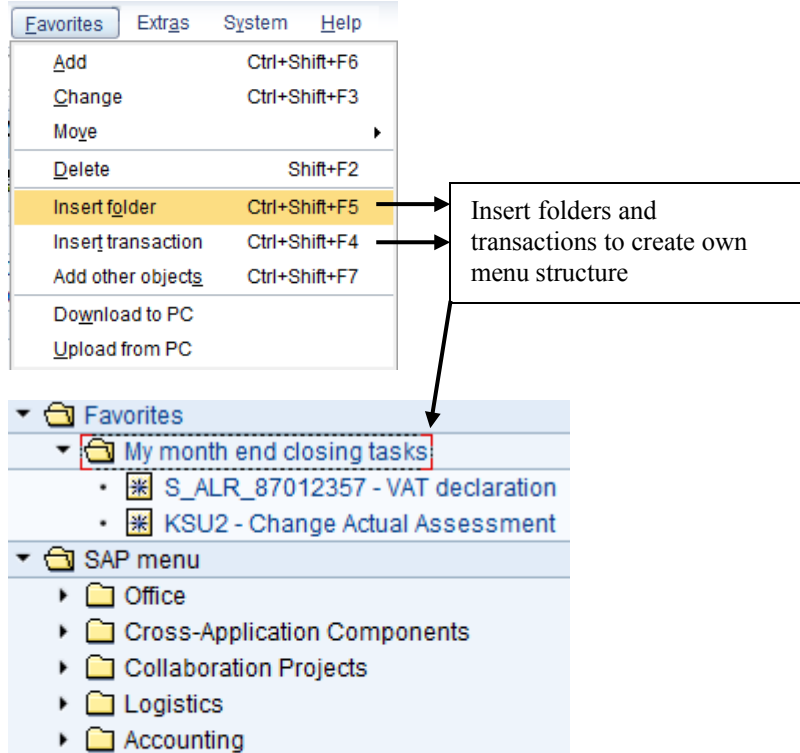 Favorites Extras System Help
Add Ctrl+Shift+F6
Change Ctrl+Shift+F3
Move
Delete Shift+F2
Insert folder Ctrl+Shift+F5
Insert transaction Ctrl+Shift+F4
Add other objects Ctrl+Shift+F7
Download to PC
Upload from PC
Insert folders and
transactions to create own
menu structure
Favorites
My month end closing tasks
S_ALR_87012357 - VAT declaration
KSU2 - Change Actual Assessment
SAP menu
Office
Cross-Application Components
Collaboration Projects
Logistics
Accounting